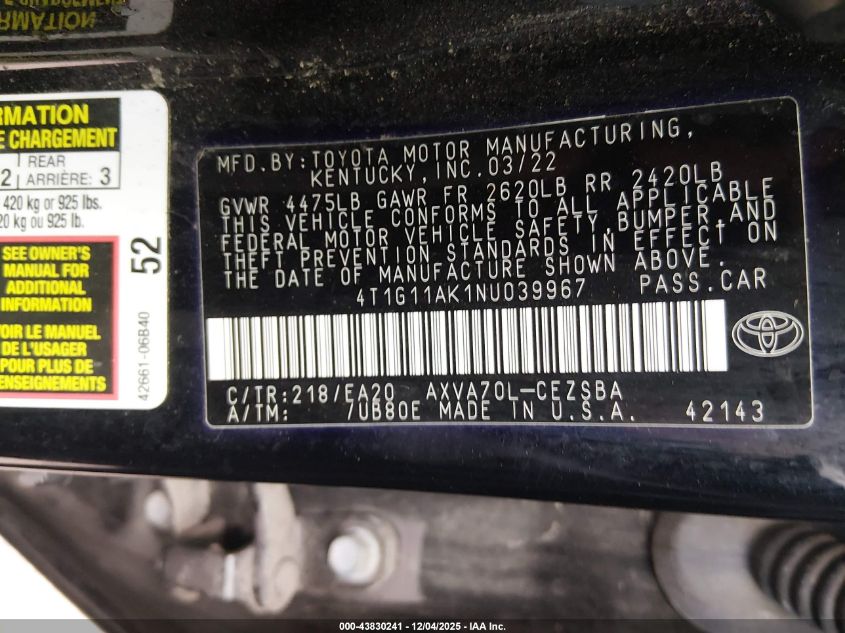 RMATION
RMATION
E CHARGEMENT
2
REAR
ARRIÈRE: 3
420 kg or 925 lbs.
20 kg ou 925 lb.
SEE OWNER'S
MANUAL FOR
ADDITIONAL
INFORMATION
VOIR LE MANUEL
DE L'USAGER
POUR PLUS DE
RENSEIGNEMENTS
52
42661-06B40
MFD.BY:TOYOTA MOTOR MANUFACTURING,
KENTUCKY,INC.03/22
GVWR 4475LB GAWR FR 2620LB RR 2420LB
THIS VEHICLE CONFORMS TO ALL APPLICABLE
FEDERAL MOTOR VEHICLE SAFETY,BUMPER,AND
THEFT PREVENTION STANDARDS IN EFFECT ON
THE DATE OF MANUFACTURE SHOWN ABOVE.
4T1G11AK1NU039967 PASS.CAR
C/TR:218/EA20 AXVA70L-CEZSBA
A/TM: 7UB80E MADE IN U.S.A. 42143
000-43830241 - 12/04/2025 - IAA Inc.